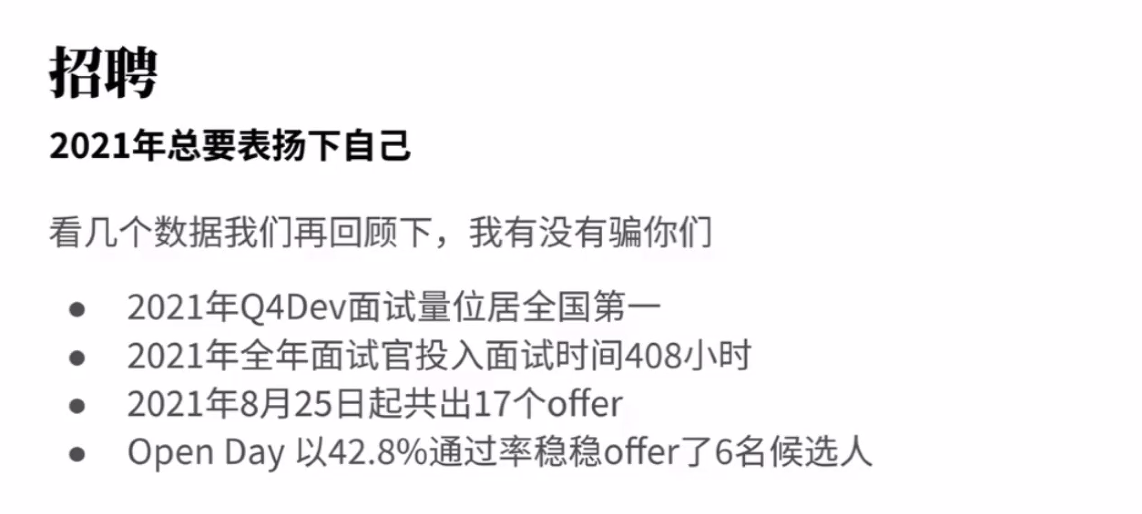 招聘
2021年总要表扬下自己
看几个数据我们再回顾下，我有没有骗你们
● 2021年Q4Dev面试量位居全国第一
● 2021年全年面试官投入面试时间408小时
● 2021年8月25日起共出17个offer
● Open Day 以42.8%通过率稳稳offer了6名候选人